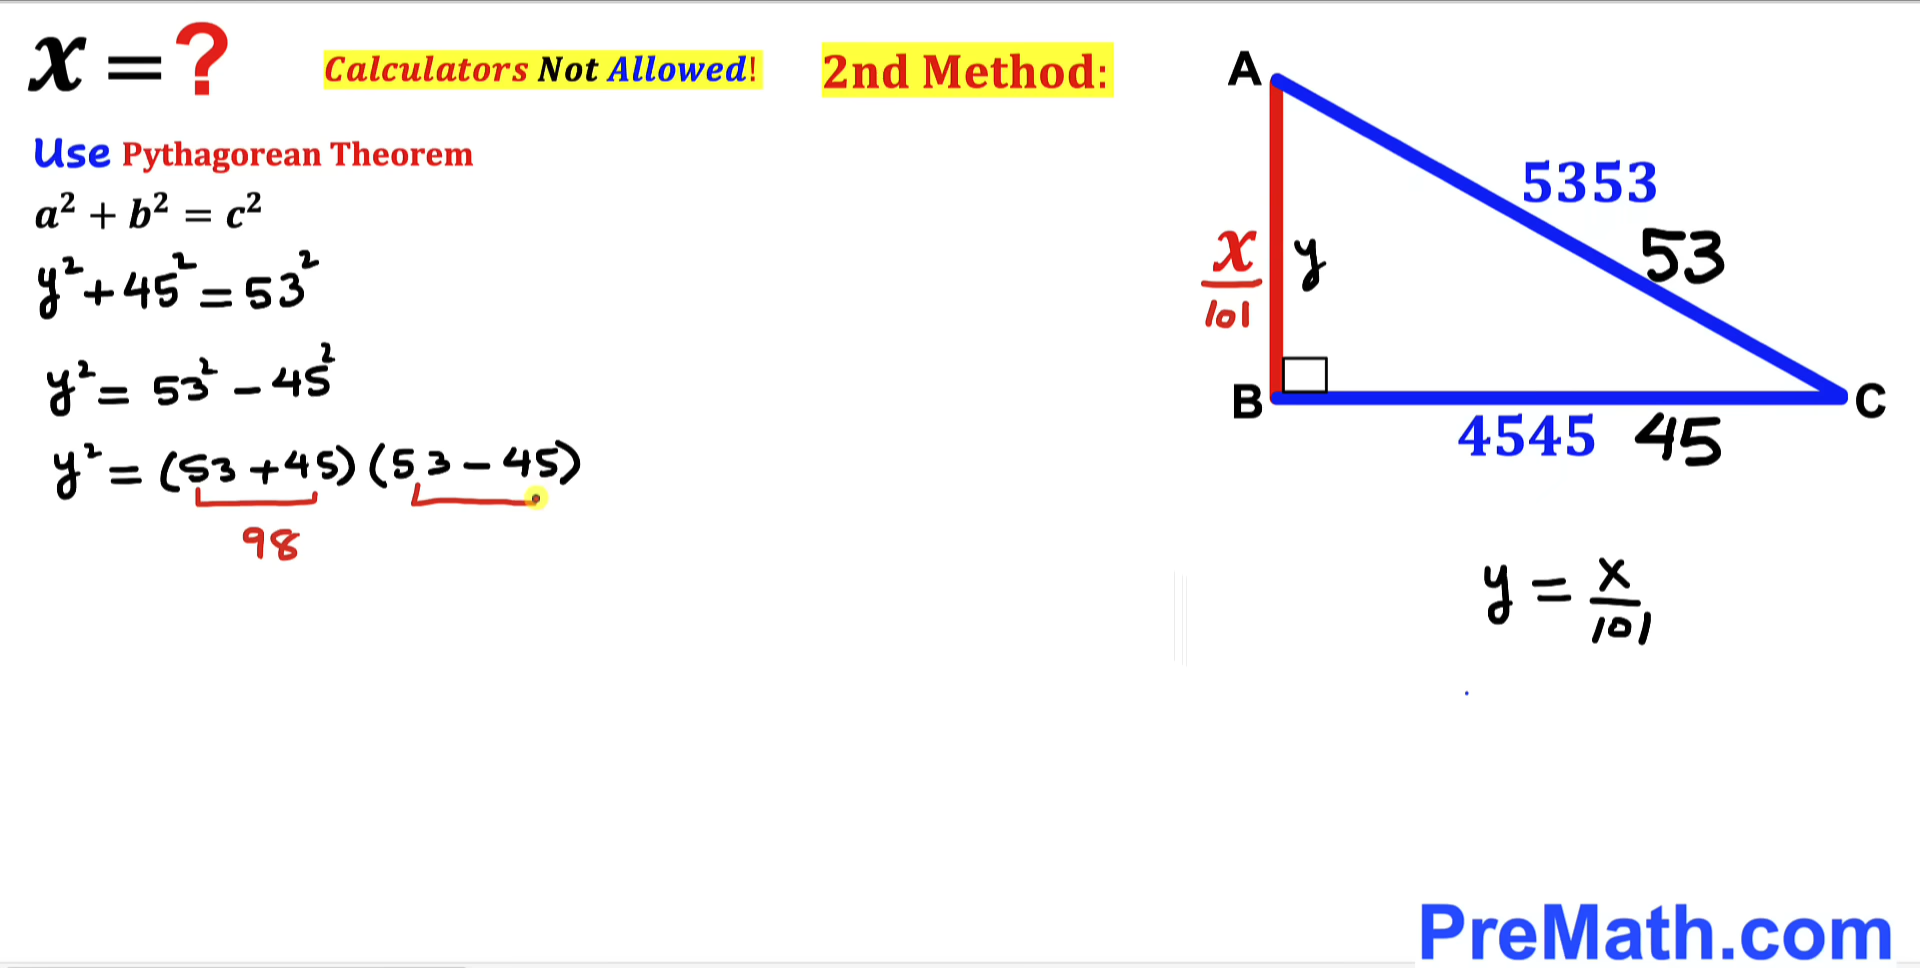 x = ?
Calculators Not Allowed!
2nd Method:
Use Pythagorean Theorem
a² + b² = c²
y² + 45² = 53²
y² = 53² - 45²
y² = (53 + 45) (53 - 45)
98
A
5353
53
x/101
y
B
C
4545 45
y = x/101
PreMath.com